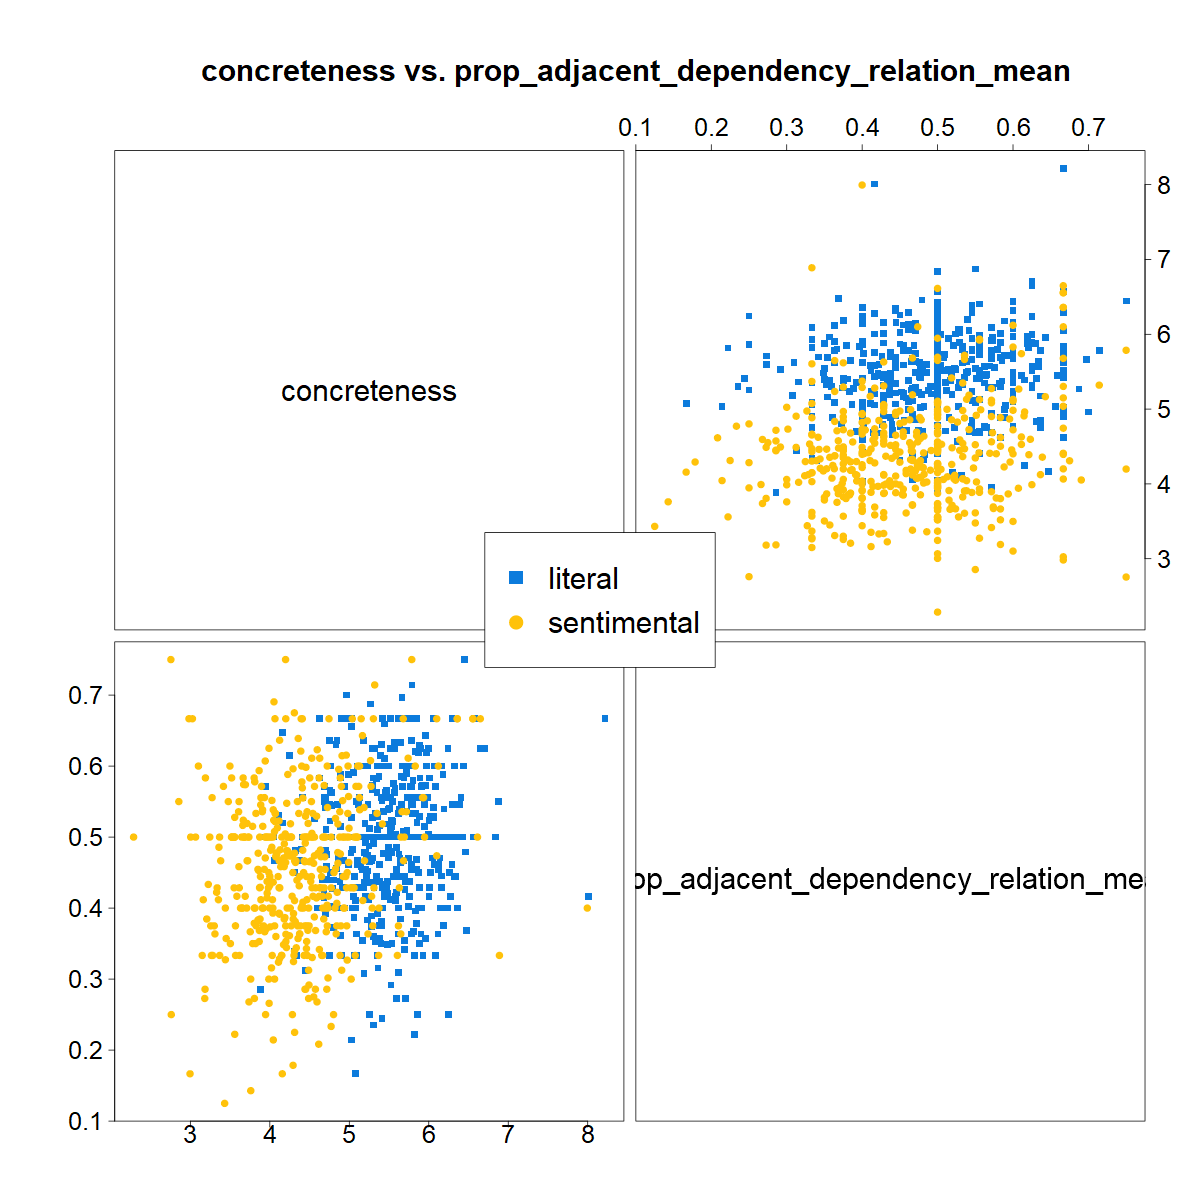 concreteness vs. prop_adjacent_dependency_relation_mean
0.1 0.2 0.3 0.4 0.5 0.6 0.7
concreteness
8
7
6
5
4
3
literal
sentimental
0.7
0.6
0.5
0.4
0.3
0.2
0.1
op_adjacent_dependency_relation_me
3 4 5 6 7 8